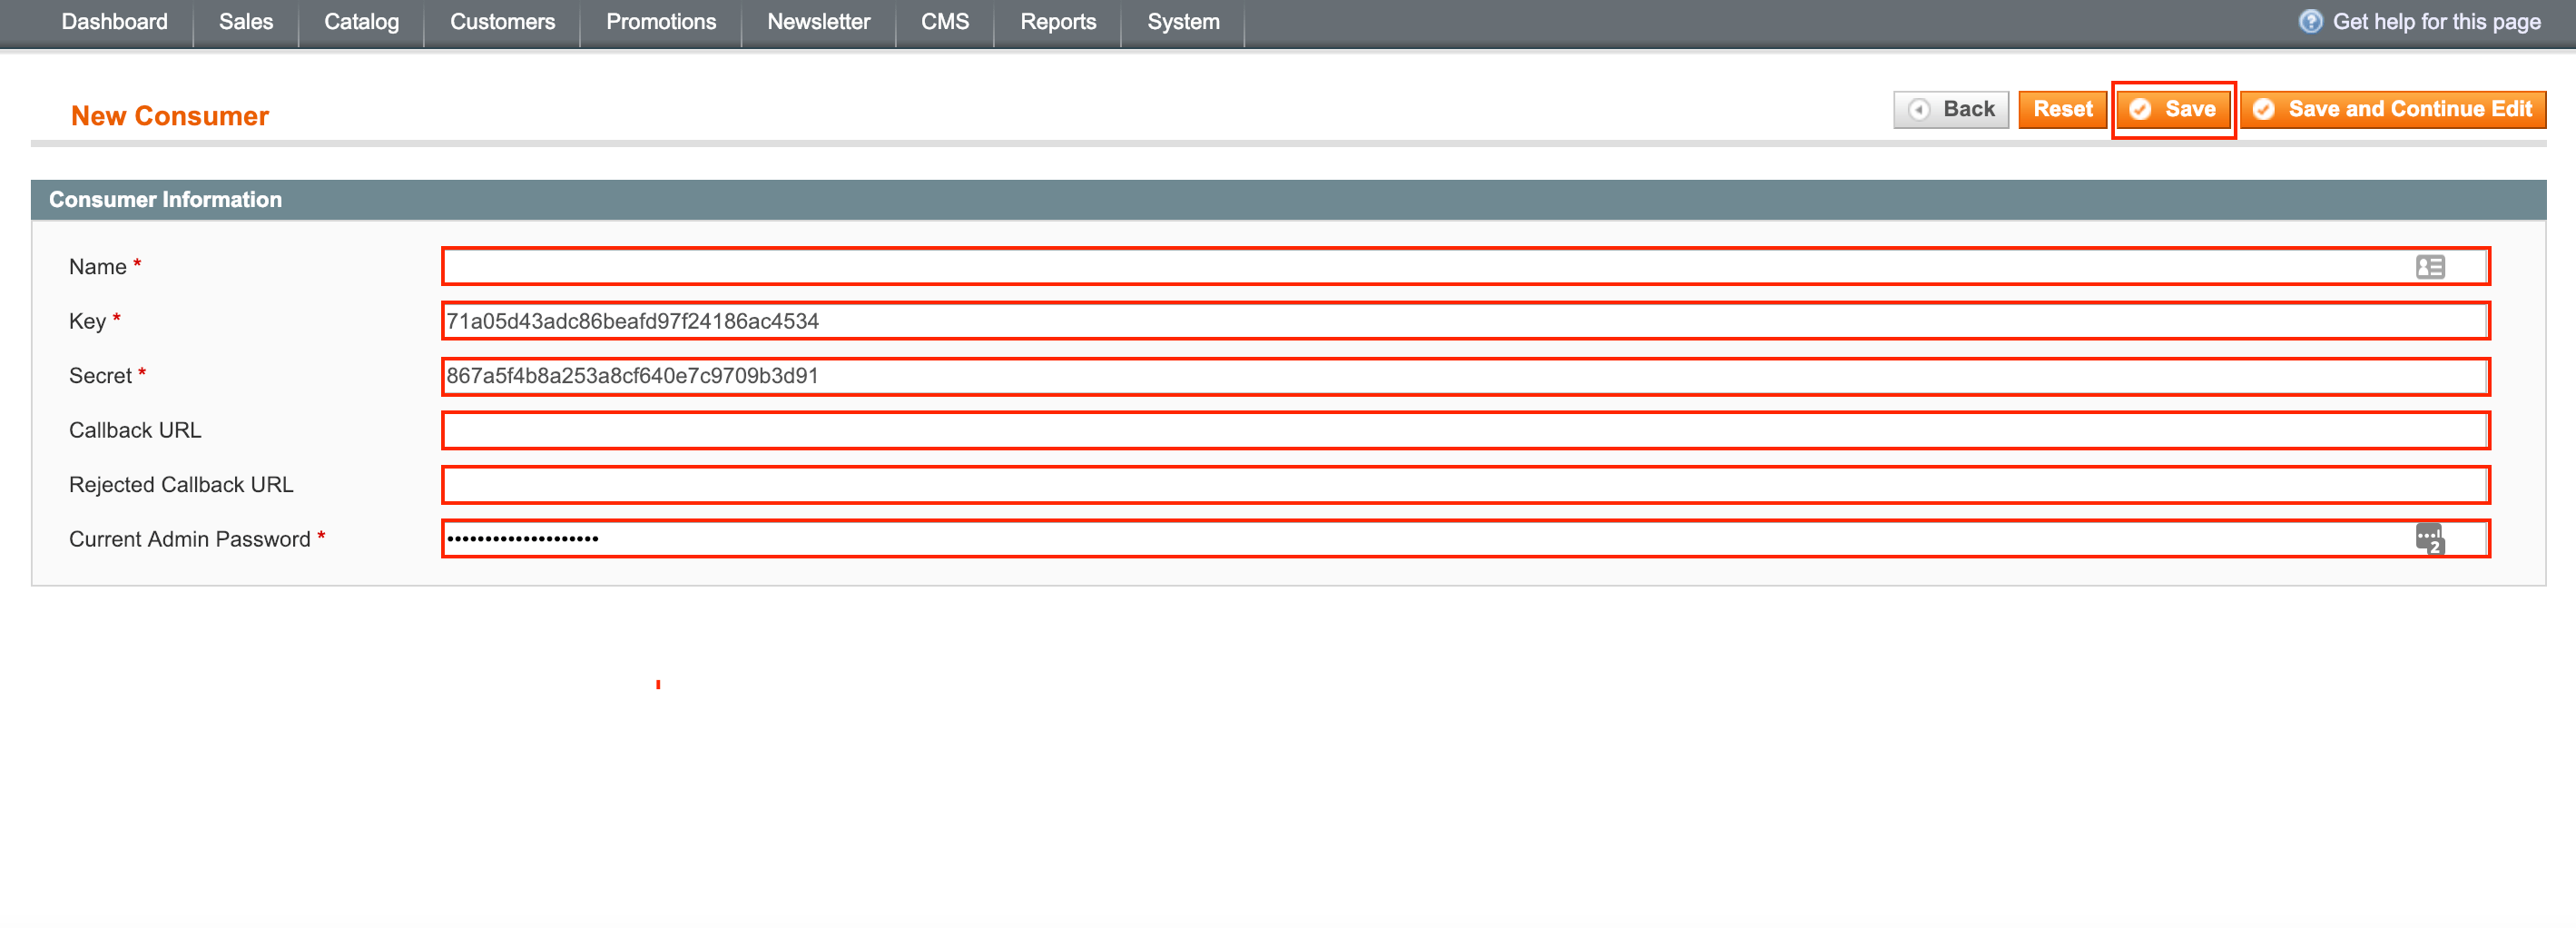 Dashboard Sales Catalog Customers Promotions Newsletter CMS Reports System Get help for this page
New Consumer Back Reset Save Save and Continue Edit
Consumer Information
Name *
Key * 71a05d43adc86beafd97f24186ac4534
Secret * 867a5f4b8a253a8cf640e7c9709b3d91
Callback URL
Rejected Callback URL
Current Admin Password * ••••••••••••••••••••
2